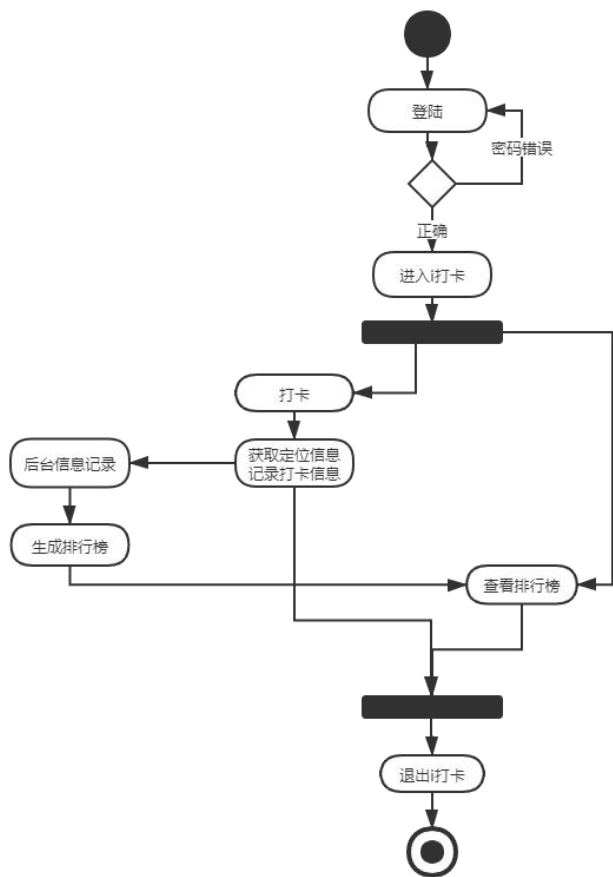 登陆
密码错误
正确
进入i打卡
打卡
获取定位信息
记录打卡信息
后台信息记录
生成排行榜
查看排行榜
退出i打卡